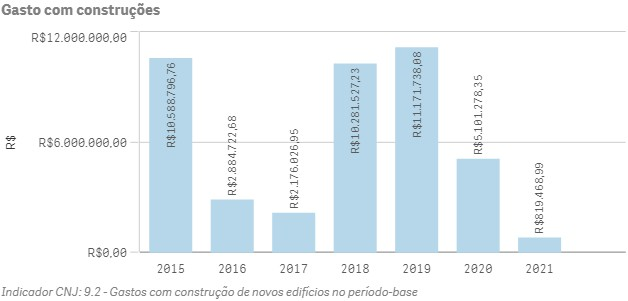 Gasto com construções
R$12.000.000,00
R$6.000.000,00
R$0,00
R$
R$10.588.796,76
R$2.884.722,68
R$2.176.026,95
R$10.281.527,23
R$11.171.738,08
R$5.101.278,35
R$819.468,99
2015 2016 2017 2018 2019 2020 2021
Indicador CNJ: 9.2 - Gastos com construção de novos edifícios no período-base